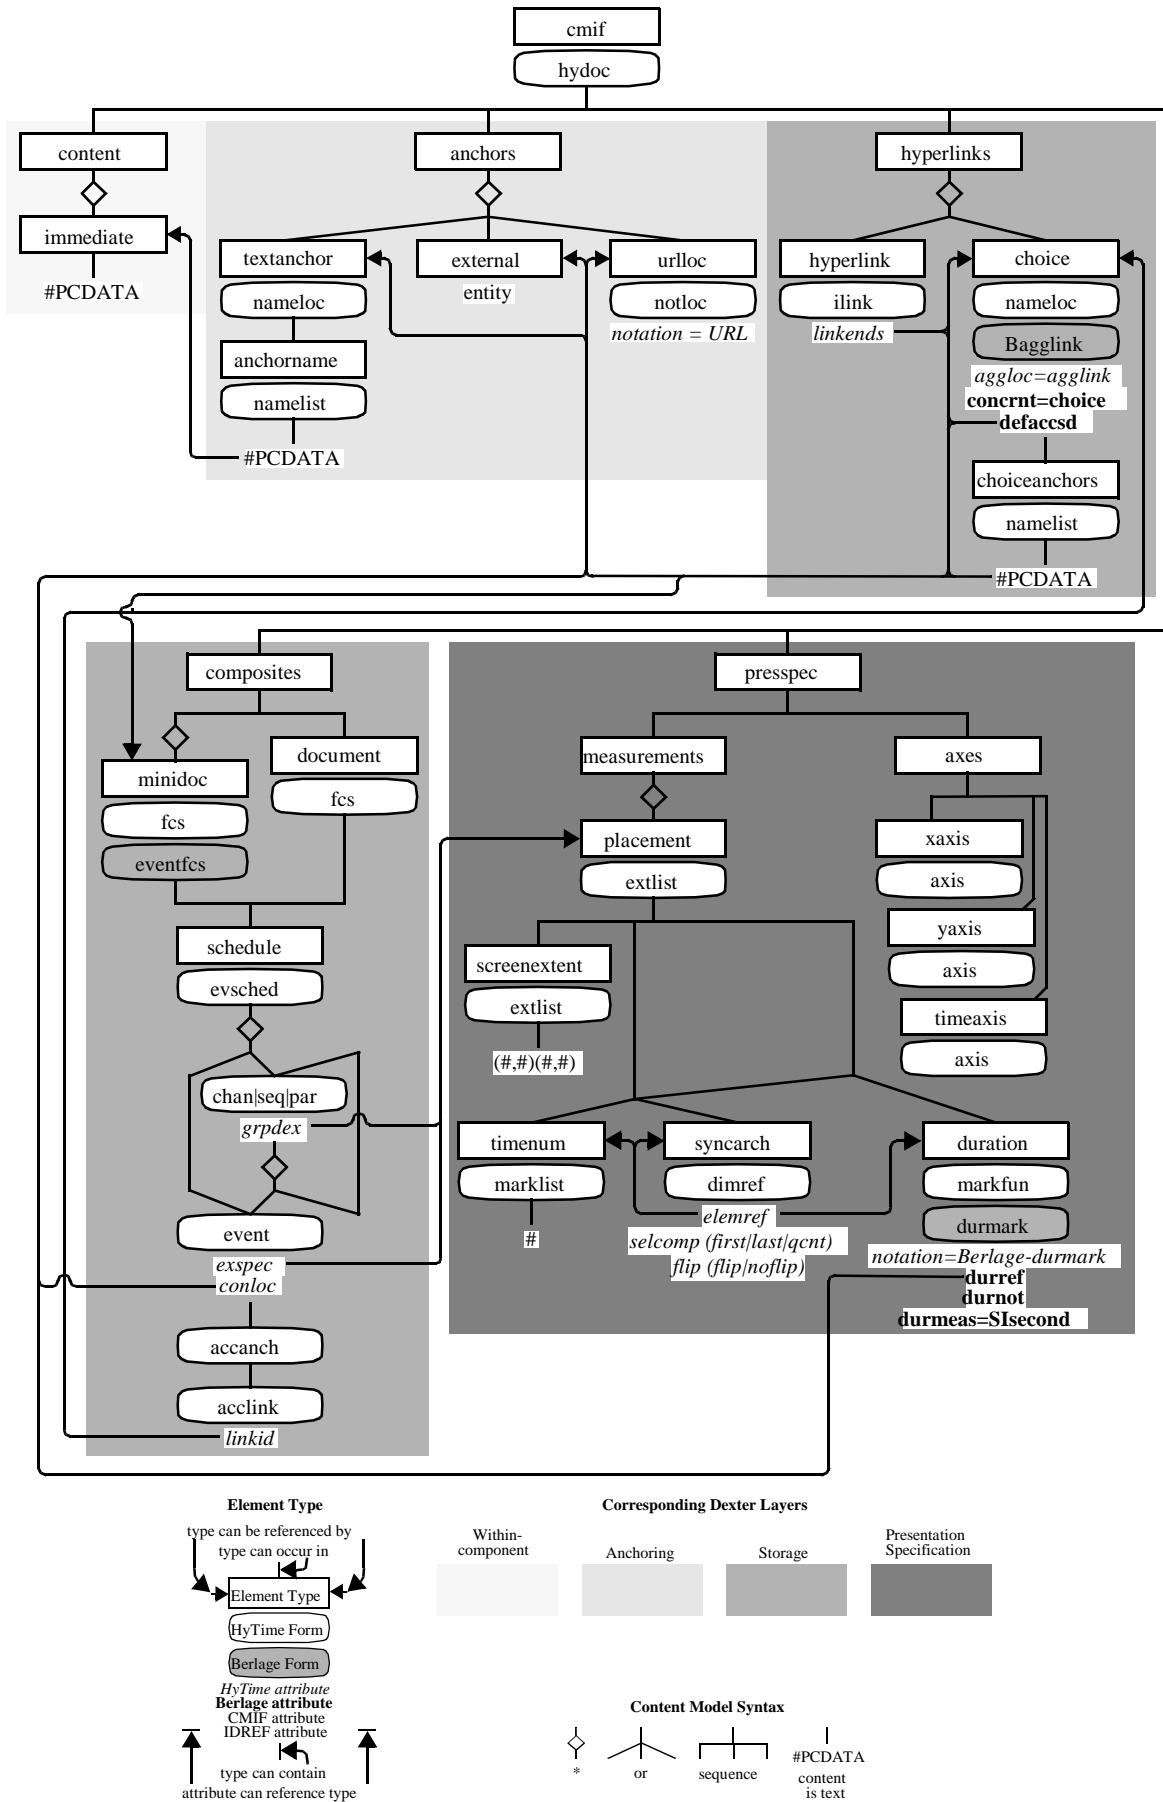 cmif
hydoc
content
anchors
hyperlinks
immediate
#PCDATA
textanchor
external
urlloc
hyperlink
choice
nameloc
entity
notloc
ilink
nameloc
notation = URL
linkends
Bagglink
anchorname
aggloc=agglink
namelist
concrnt=choice
defaccsd
#PCDATA
choiceanchors
namelist
#PCDATA
composites
presspec
minidoc
document
measurements
axes
fcs
fcs
placement
xaxis
eventfcs
extlist
axis
schedule
yaxis
evsched
screenextent
axis
extlist
timeaxis
(#,#)(#,#)
axis
chan|seq|par
grpdex
timenum
syncarch
duration
marklist
dimref
markfun
event
#
elemref
durmark
selcomp (first|last|qcnt)
notation=Berlage-durmark
exspec
flip (flip|noflip)
durref
conloc
durnot
durmeas=SIsecond
accanch
acclink
linkid
Element Type
type can be referenced by
type can occur in
Element Type
HyTime Form
Berlage Form
HyTime attribute
Berlage attribute
CMIF attribute
IDREF attribute
type can contain
attribute can reference type
Corresponding Dexter Layers
Within-
component
Anchoring
Storage
Presentation
Specification
Content Model Syntax
*
or
sequence
#PCDATA
content
is text